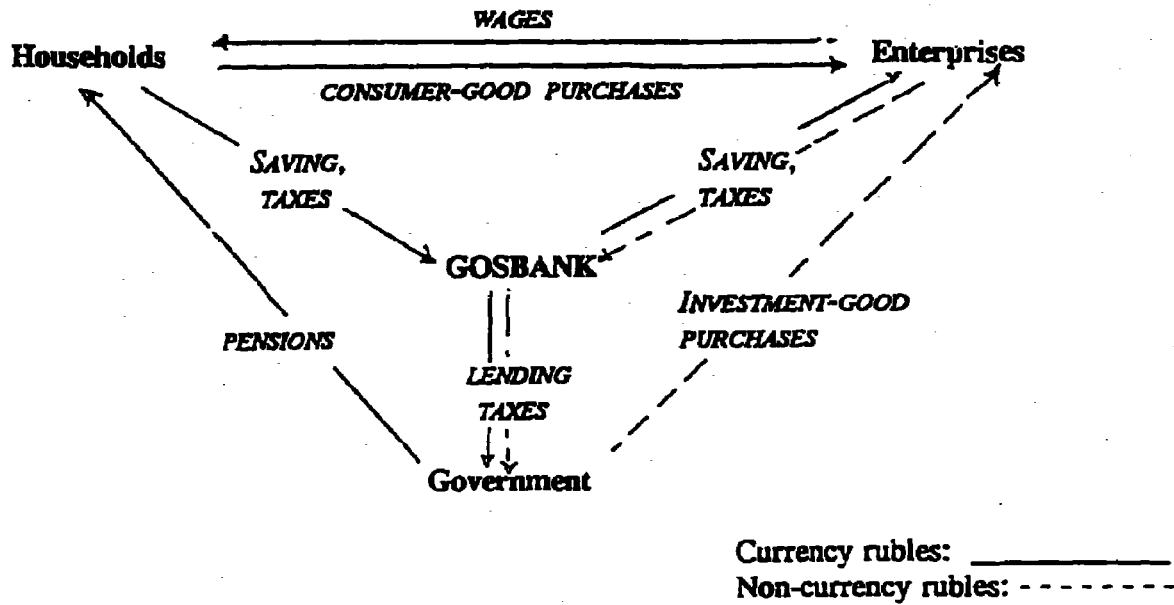 WAGES
Households
Enterprises
CONSUMER-GOOD PURCHASES
SAVING,
TAXES
SAVING,
TAXES
GOSBANK
INVESTMENT-GOOD
PURCHASES
PENSIONS
LENDING
TAXES
Government
Currency rubles:
Non-currency rubles: